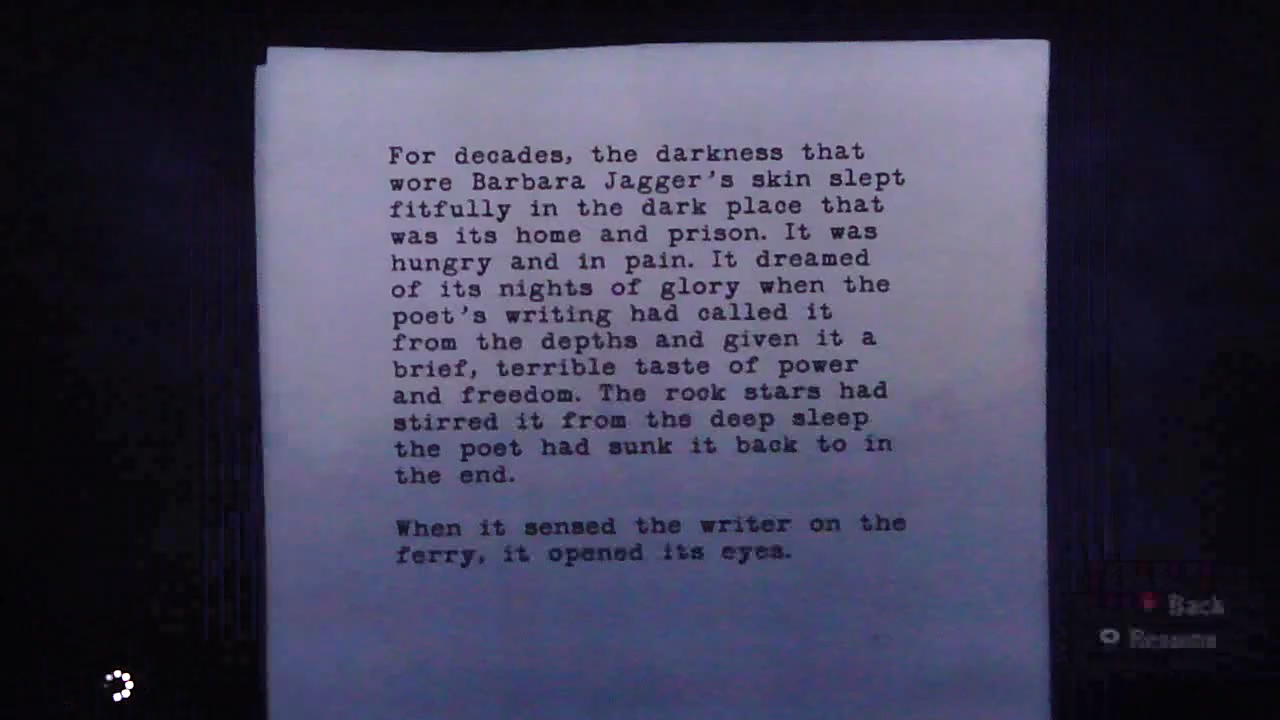 For decades, the darkness that
wore Barbara Jagger's skin slept
fitfully in the dark place that
was its home and prison. It was
hungry and in pain. It dreamed
of its nights of glory when the
poet's writing had called it
from the depths and given it a
brief, terrible taste of power
and freedom. The rock stars had
stirred it from the deep sleep
the poet had sunk it back to in
the end.
When it sensed the writer on the
ferry, it opened its eyes.
Back
Resume